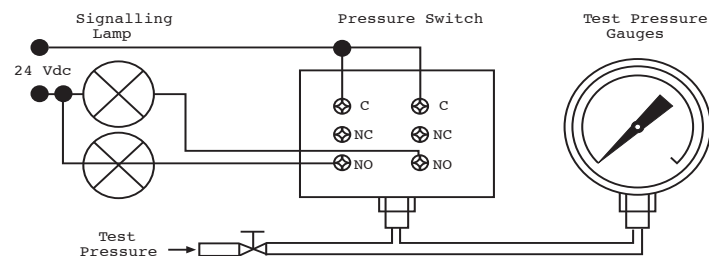 Signalling
Lamp
Pressure Switch
Test Pressure
Gauges
24 Vdc
C
C
NC
NC
NO
NO
Test
Pressure